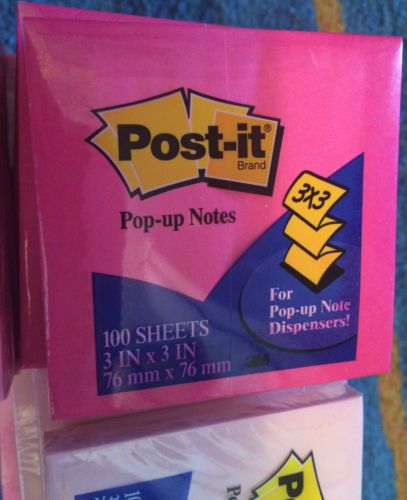 Post-it®
Brand
Pop-up Notes
3X3
For
Pop-up Note
Dispensers!
100 SHEETS
3 IN x 3 IN
76 mm x 76 mm
3M